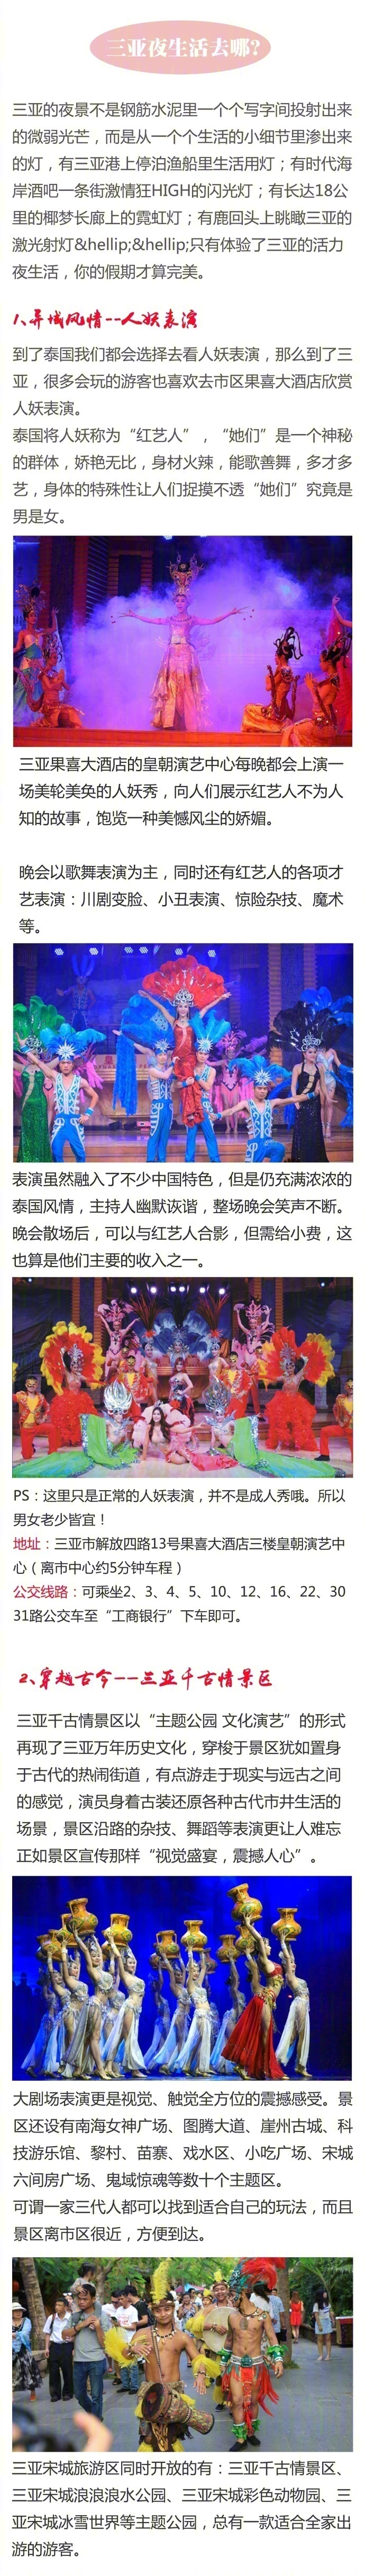 三亚夜生活去哪?
三亚的夜景不是钢筋水泥里一个个写字间投射出来
的微弱光芒，而是从一个个生活的小细节里渗出来
的灯，有三亚港上停泊渔船里生活用灯；有时代海
岸酒吧一条街激情狂HIGH的闪光灯；有长达18公
里的椰梦长廊上的霓虹灯；有鹿回头上眺瞰三亚的
激光射灯&hellip;&hellip;只有体验了三亚的活力
夜生活，你的假期才算完美。
1、异域风情--人妖表演
到了泰国我们都会选择去看人妖表演，那么到了三
亚，很多会玩的游客也喜欢去市区果喜大酒店欣赏
人妖表演。
泰国将人妖称为“红艺人”，“她们”是一个神秘
的群体，娇艳无比，身材火辣，能歌善舞，多才多
艺，身体的特殊性让人们捉摸不透“她们”究竟是
男是女。
三亚果喜大酒店的皇朝演艺中心每晚都会上演一
场美轮美奂的人妖秀，向人们展示红艺人不为人
知的故事，饱览一种美憾风尘的娇媚。
晚会以歌舞表演为主，同时还有红艺人的各项才
艺表演：川剧变脸、小丑表演、惊险杂技、魔术
等。
表演虽然融入了不少中国特色，但是仍充满浓浓的
泰国风情，主持人幽默诙谐，整场晚会笑声不断。
晚会散场后，可以与红艺人合影，但需给小费，这
也算是他们主要的收入之一。
PS：这里只是正常的人妖表演，并不是成人秀哦。所以
男女老少皆宜！
地址：三亚市解放四路13号果喜大酒店三楼皇朝演艺中
心（离市中心约5分钟车程）
公交线路：可乘坐2、3、4、5、10、12、16、22、30
31路公交车至“工商银行”下车即可。
2、穿越古今--三亚千古情景区
三亚千古情景区以“主题公园 文化演艺”的形式
再现了三亚万年历史文化，穿梭于景区犹如置身
于古代的热闹街道，有点游走于现实与远古之间
的感觉，演员身着古装还原各种古代市井生活的
场景，景区沿路的杂技、舞蹈等表演更让人难忘
正如景区宣传那样“视觉盛宴，震撼人心”。
大剧场表演更是视觉、触觉全方位的震撼感受。景
区还设有南海女神广场、图腾大道、崖州古城、科
技游乐馆、黎村、苗寨、戏水区、小吃广场、宋城
六间房广场、鬼域惊魂等数十个主题区。
可谓一家三代人都可以找到适合自己的玩法，而且
景区离市区很近，方便到达。
三亚宋城旅游区同时开放的有：三亚千古情景区、
三亚宋城浪浪浪水公园、三亚宋城彩色动物园、三
亚宋城冰雪世界等主题公园，总有一款适合全家出
游的游客。